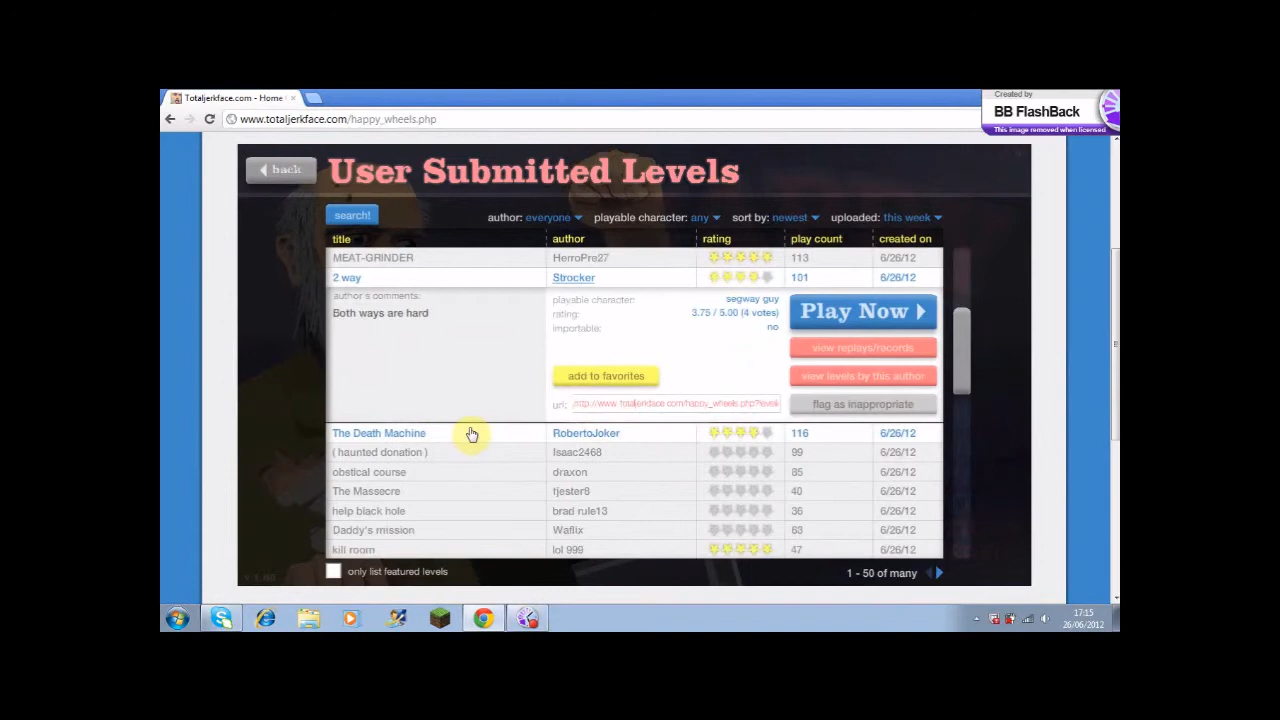 Totaljerkface.com - Home
Created by
BB FlashBack
This image removed when licensed
www.totaljerkface.com/happy_wheels.php
back
User Submitted Levels
search!
author: everyone
playable character: any
sort by: newest
uploaded: this week
title author rating play count created on
MEAT-GRINDER HerroPre27 113 6/26/12
2 way Strocker 101 6/26/12
author's comments:
Both ways are hard
playable character: segway guy
rating: 3.75 / 5.00 (4 votes)
importable: no
Play Now
view replays/records
add to favorites
view levels by this author
url: http://www.totaljerkface.com/happy_wheels.php?level
flag as inappropriate
The Death Machine RobertoJoker 116 6/26/12
( haunted donation ) Isaac2468 99 6/26/12
obstical course draxon 85 6/26/12
The Massecre tjester8 40 6/26/12
help black hole brad rule13 36 6/26/12
Daddy's mission Waflix 63 6/26/12
kill room lol 999 47 6/26/12
only list featured levels
1 - 50 of many
17:15
26/06/2012